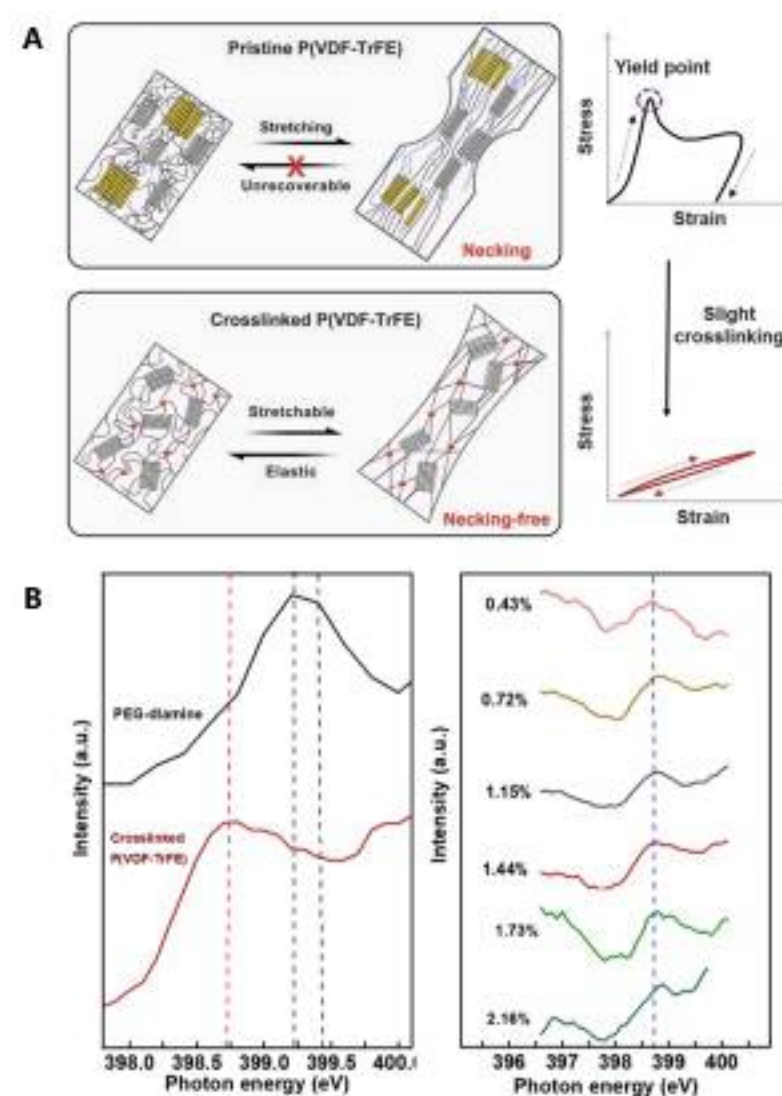 A
Pristine P(VDF-TrFE)
Stretching
X
Unrecoverable
Necking
Yield point
Stress
Strain
Slight
crosslinking
Crosslinked P(VDF-TrFE)
Stretchable
Elastic
Necking-free
Stress
Strain
B
PEG-diamine
Crosslinked
P(VDF-TrFE)
Intensity (a.u.)
398.0 398.5 399.0 399.5 400.0
Photon energy (eV)
0.43%
0.72%
1.15%
1.44%
1.73%
2.16%
Intensity (a.u.)
396 397 398 399 400
Photon energy (eV)